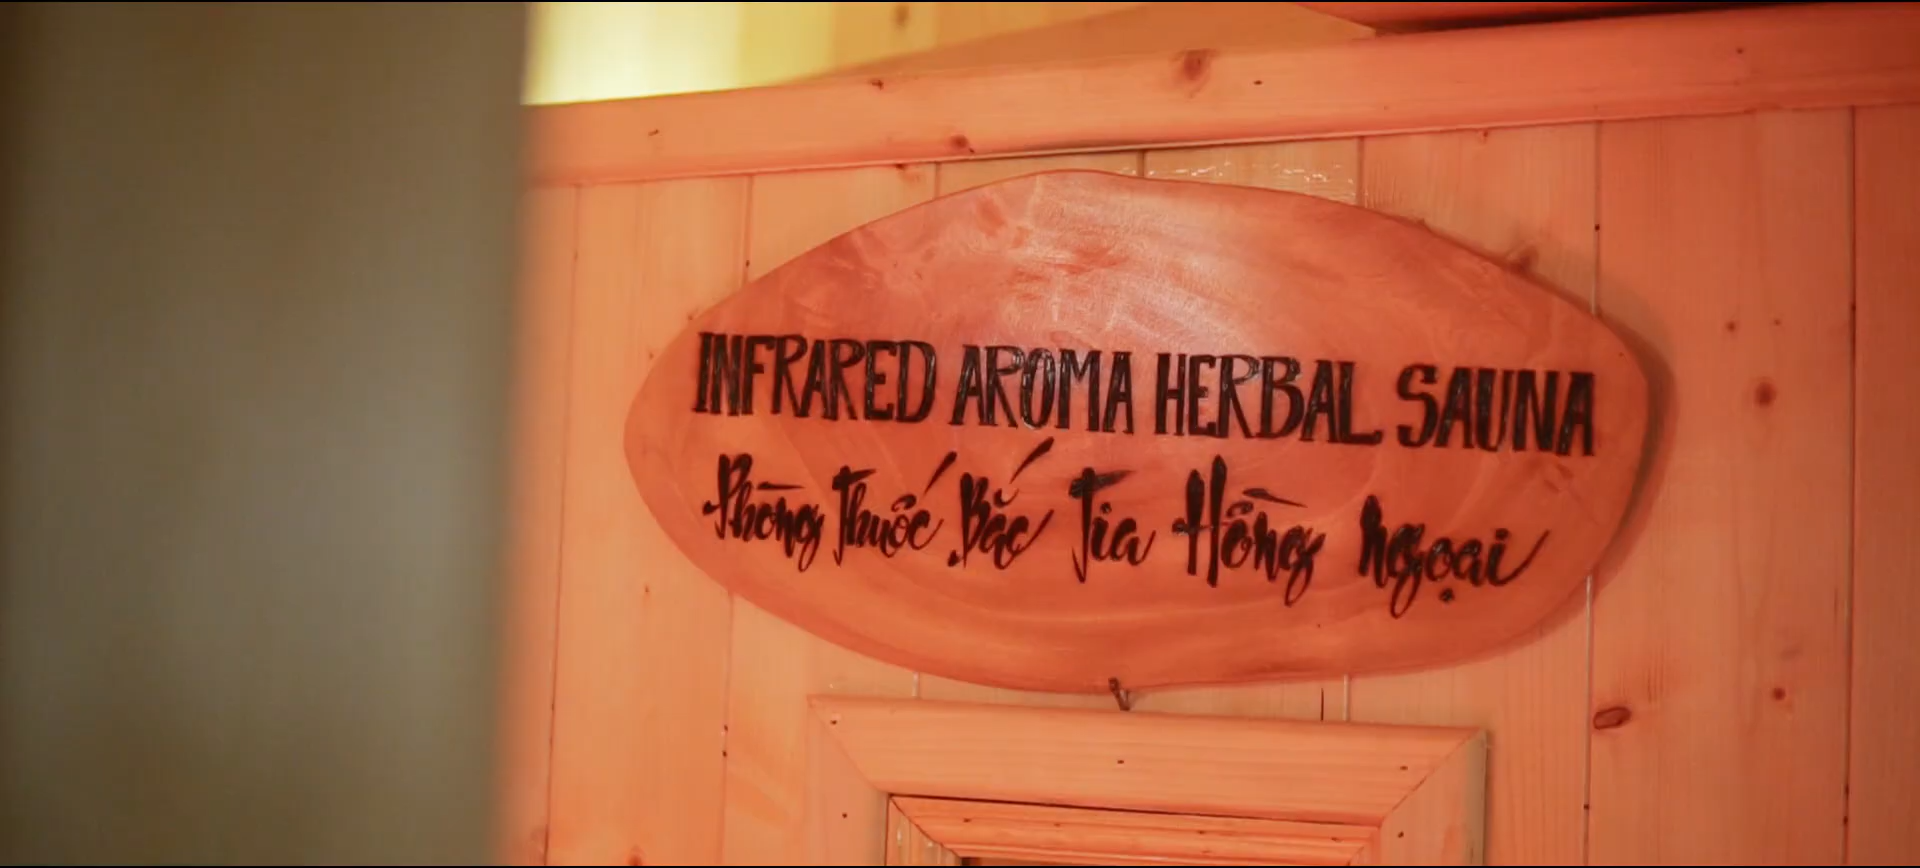 INFRARED AROMA HERBAL SAUNA
Phòng Thuốc Bắc Tia Hồng Ngoại